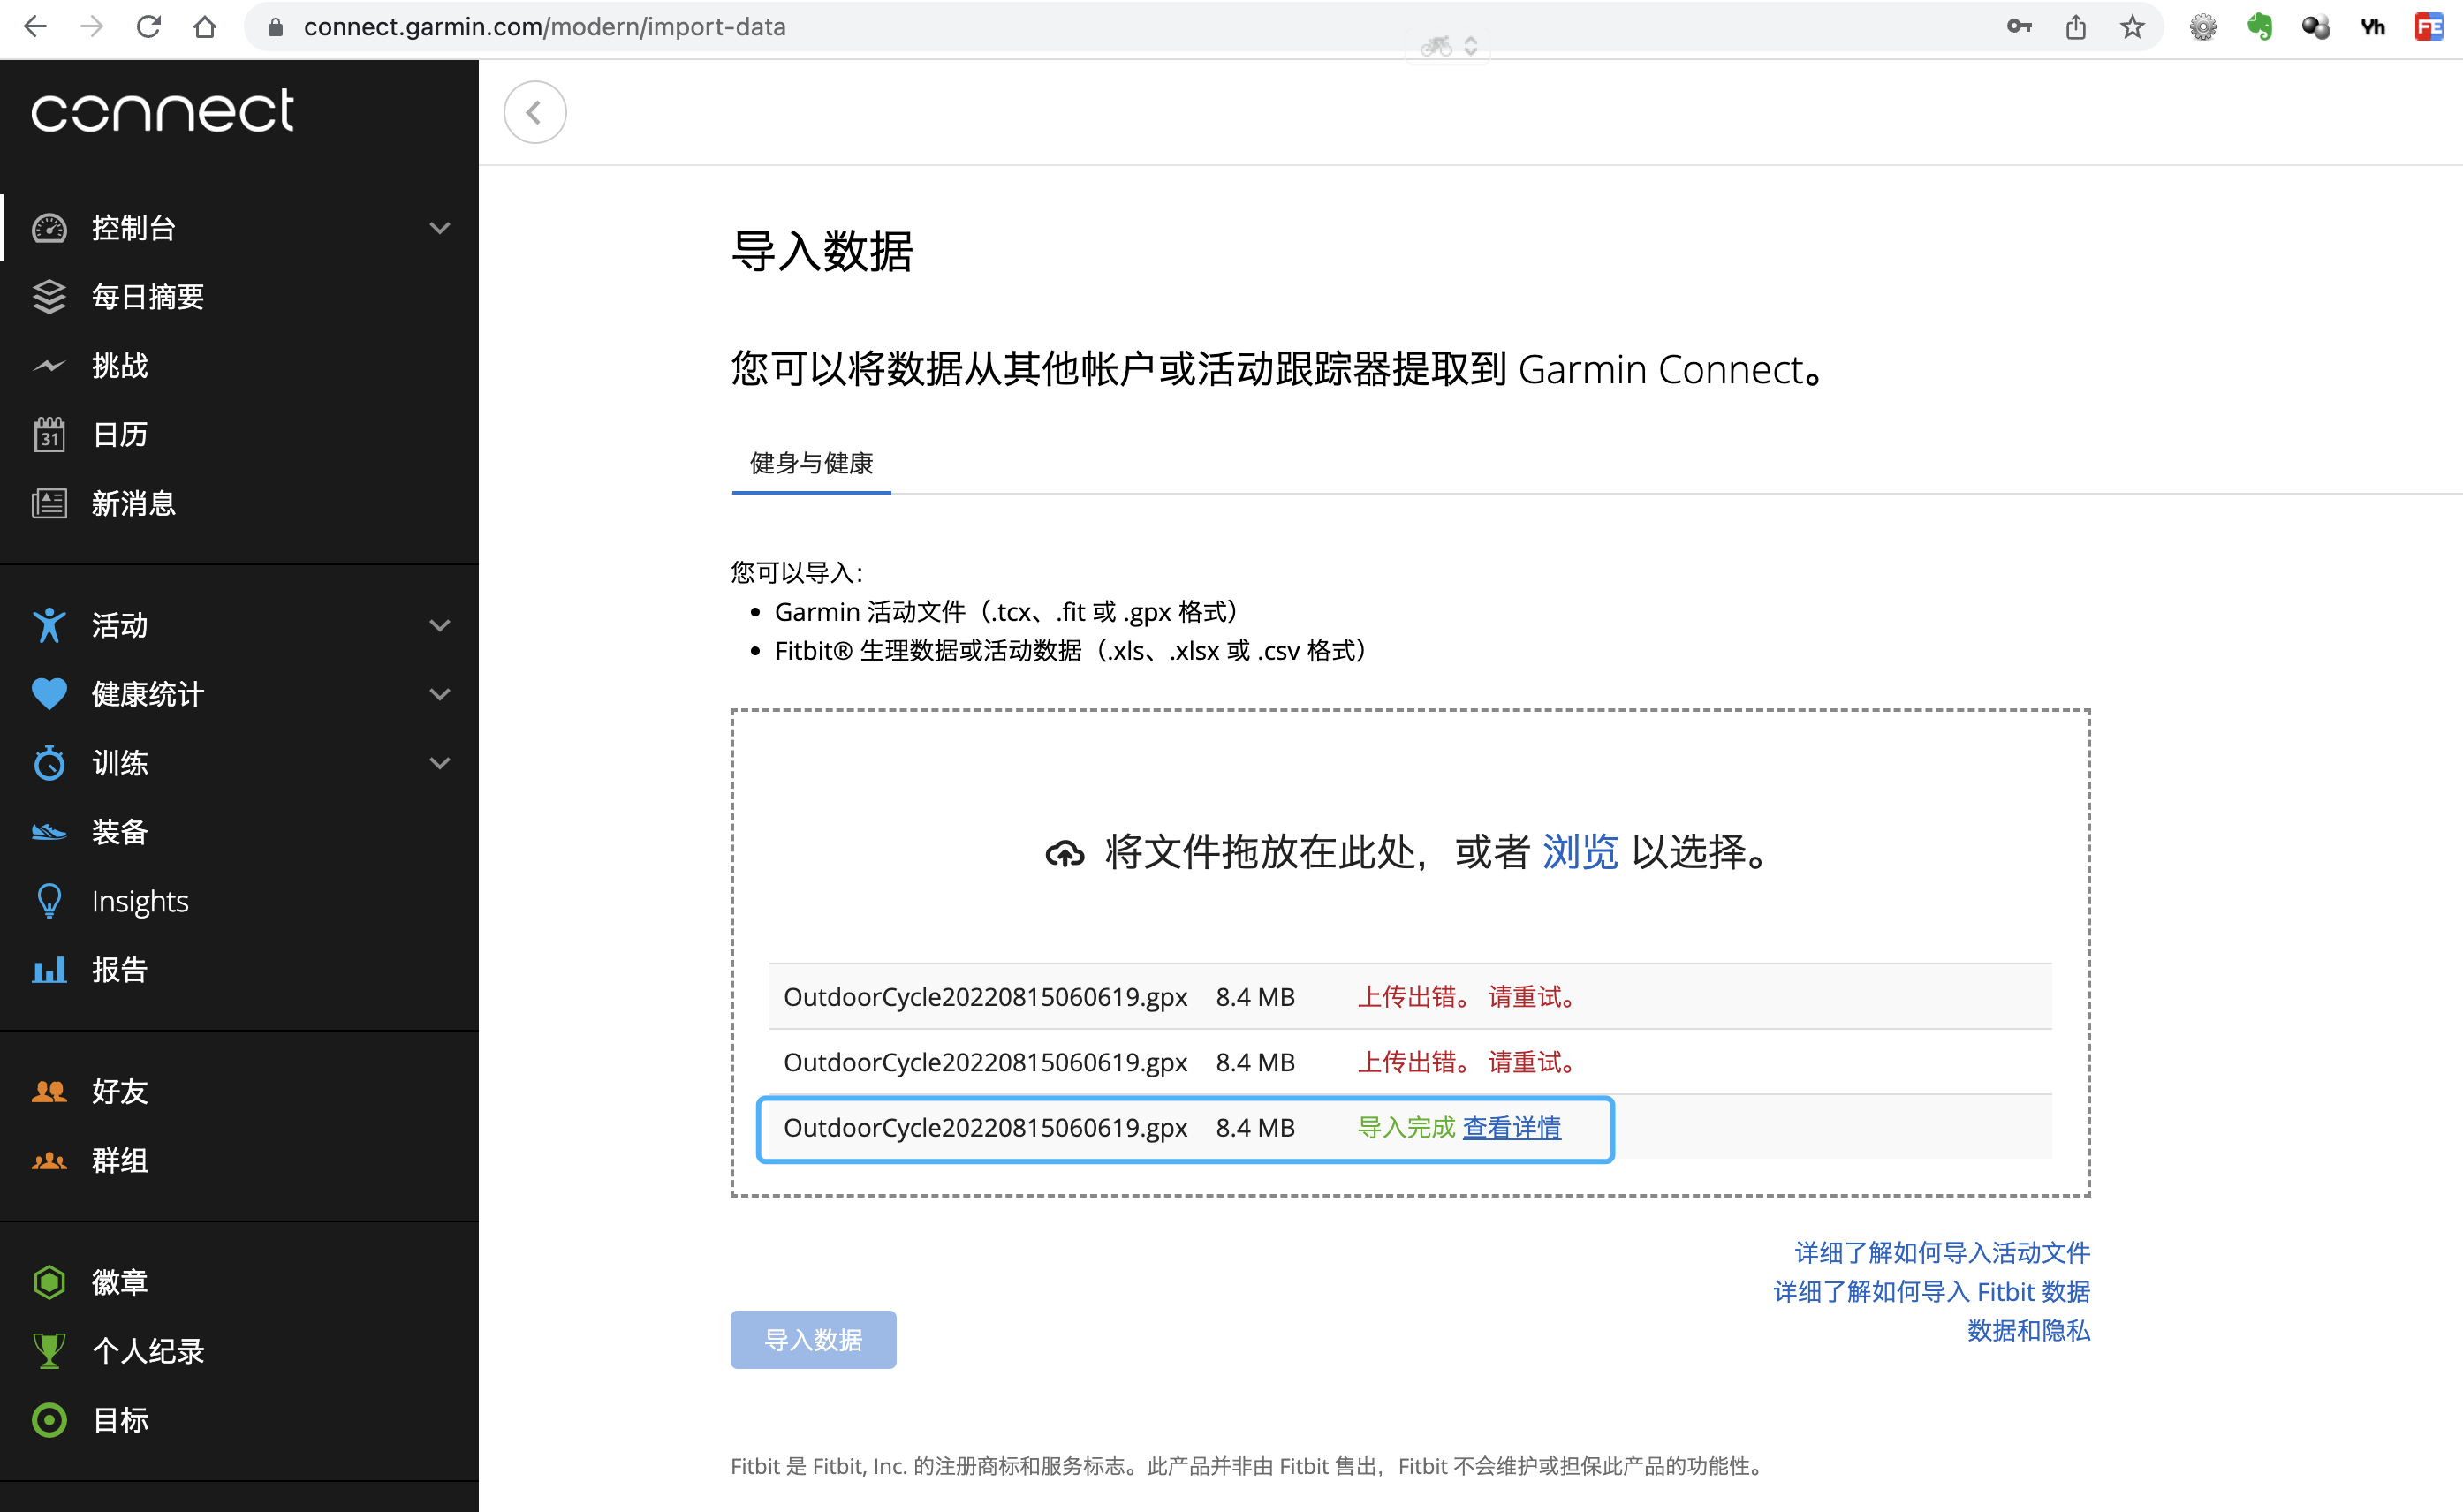 connect.garmin.com/modern/import-data
Yh
FE
connect
控制台
每日摘要
挑战
31
日历
新消息
活动
健康统计
训练
装备
Insights
报告
好友
群组
徽章
个人纪录
目标
导入数据
您可以将数据从其他帐户或活动跟踪器提取到 Garmin Connect。
健身与健康
您可以导入：
• Garmin 活动文件（.tcx、.fit 或 .gpx 格式）
• Fitbit® 生理数据或活动数据（.xls、.xlsx 或 .csv 格式）
将文件拖放在此处，或者 浏览 以选择。
OutdoorCycle20220815060619.gpx 8.4 MB 上传出错。 请重试。
OutdoorCycle20220815060619.gpx 8.4 MB 上传出错。 请重试。
OutdoorCycle20220815060619.gpx 8.4 MB 导入完成 查看详情
详细了解如何导入活动文件
详细了解如何导入 Fitbit 数据
数据和隐私
导入数据
Fitbit 是 Fitbit, Inc. 的注册商标和服务标志。此产品并非由 Fitbit 售出，Fitbit 不会维护或担保此产品的功能性。